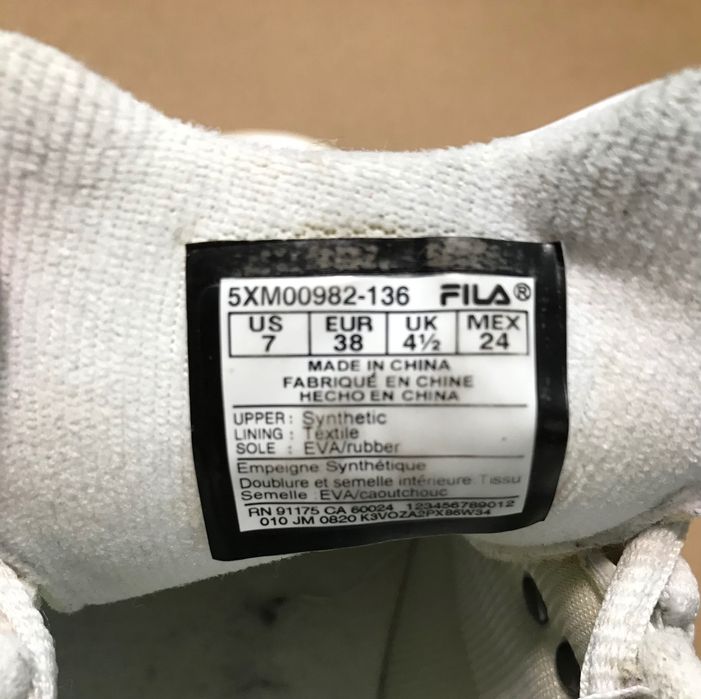 5XM00982-136 FILA®
US EUR UK MEX
7 38 4½ 24
MADE IN CHINA
FABRIQUÉ EN CHINE
HECHO EN CHINA
UPPER: Synthetic
LINING : Textile
SOLE : EVA/rubber
Empeigne Synthétique
Doublure et semelle intérieure:Tissu
Semelle :EVA/caoutchouc
RN 91175 CA 60024 123456789012
010 JM 0820 K3VOZA2PX86W34